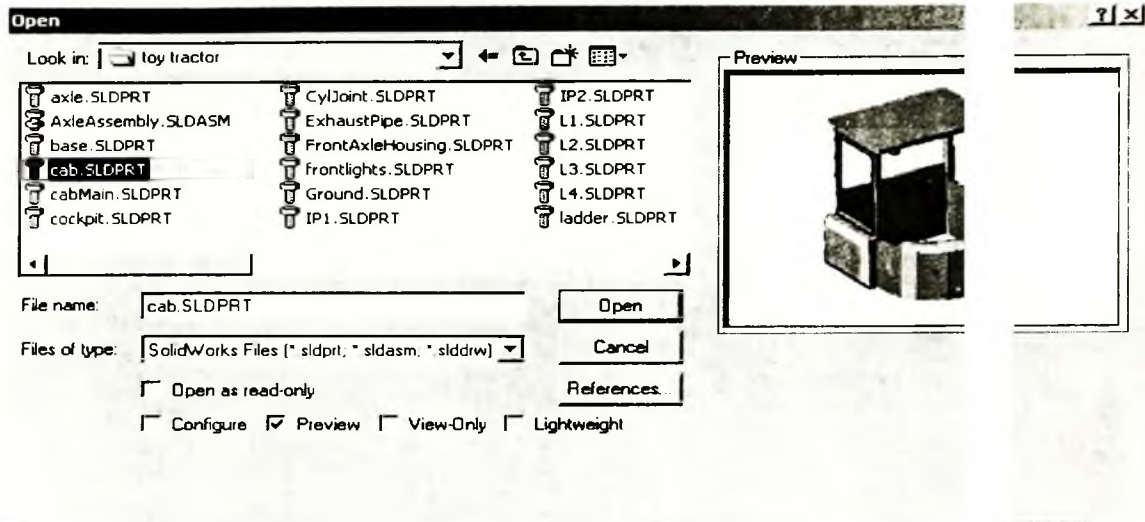 Open
Look in: toy tractor
Preview
axle.SLDPRT
AxleAssembly.SLDASM
base.SLDPRT
cab.SLDPRT
cabMain.SLDPRT
cockpit.SLDPRT
CylJoint.SLDPRT
ExhaustPipe.SLDPRT
FrontAxleHousing.SLDPRT
frontlights.SLDPRT
Ground.SLDPRT
IP1.SLDPRT
IP2.SLDPRT
L1.SLDPRT
L2.SLDPRT
L3.SLDPRT
L4.SLDPRT
ladder.SLDPRT
File name: cab.SLDPRT Open
Files of type: SolidWorks Files (*.sldprt; *.sldasm; *.slddrw) Cancel
Open as read-only References...
Configure Preview View-Only Lightweight